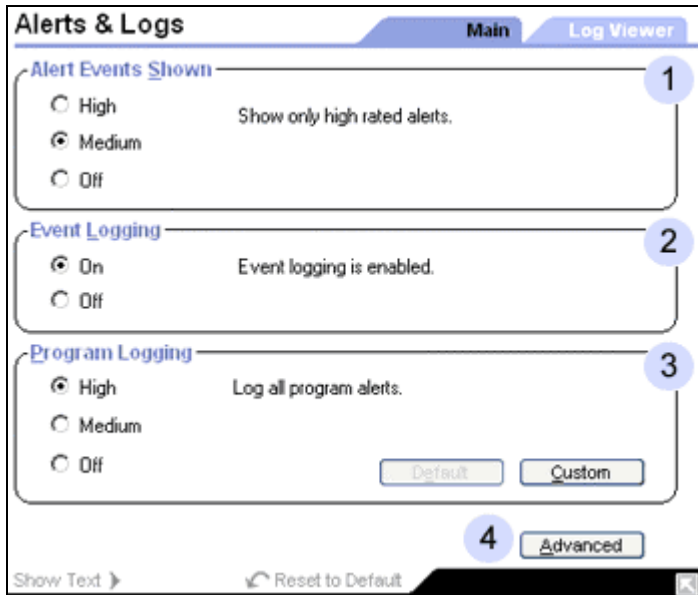 Alerts & Logs
Main
Log Viewer
Alert Events Shown
1
High
Show only high rated alerts.
Medium
Off
Event Logging
2
On
Event logging is enabled.
Off
Program Logging
3
High
Log all program alerts.
Medium
Off
Default
Custom
4
Advanced
Show Text
Reset to Default